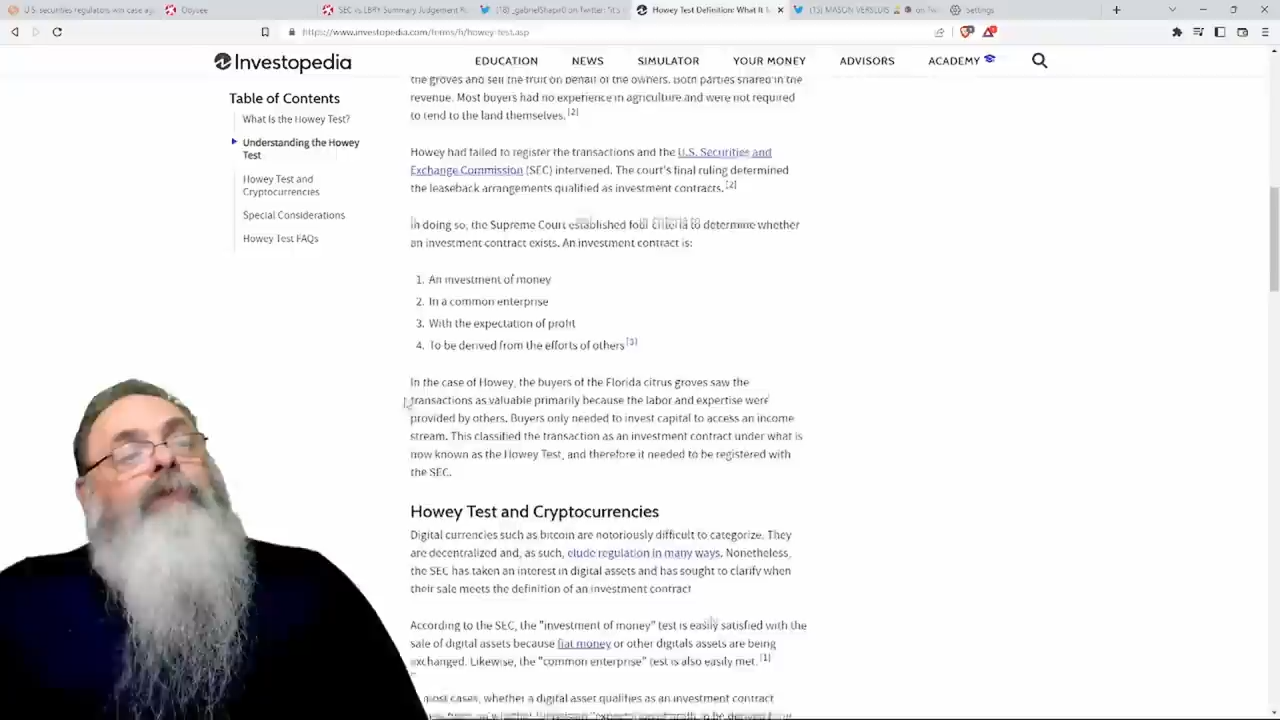 U.S. securities regulators win case ag
Odysee
SEC vs LBRY Summary Judgement R
(18) _gabrielShapir0 on Twitter: "it's
Howey Test Definition: What It M
(15) MASON VERSLUIS
Settings
https://www.investopedia.com/terms/h/howey-test.asp
Investopedia
EDUCATION NEWS SIMULATOR YOUR MONEY ADVISORS ACADEMY
Table of Contents
What Is the Howey Test?
Understanding the Howey
Test
Howey Test and
Cryptocurrencies
Special Considerations
Howey Test FAQs
the groves and sell the fruit on behalf of the owners. Both parties shared in the
revenue. Most buyers had no experience in agriculture and were not required
to tend to the land themselves. [2]
Howey had failed to register the transactions and the U.S. Securities and
Exchange Commission (SEC) intervened. The court's final ruling determined
the leaseback arrangements qualified as investment contracts. [2]
In doing so, the Supreme Court established four criteria to determine whether
an investment contract exists. An investment contract is:
1. An investment of money
2. In a common enterprise
3. With the expectation of profit
4. To be derived from the efforts of others [3]
In the case of Howey, the buyers of the Florida citrus groves saw the
transactions as valuable primarily because the labor and expertise were
provided by others. Buyers only needed to invest capital to access an income
stream. This classified the transaction as an investment contract under what is
now known as the Howey Test, and therefore it needed to be registered with
the SEC.
Howey Test and Cryptocurrencies
Digital currencies such as bitcoin are notoriously difficult to categorize. They
are decentralized and, as such, elude regulation in many ways. Nonetheless,
the SEC has taken an interest in digital assets and has sought to clarify when
their sale meets the definition of an investment contract
According to the SEC, the "investment of money" test is easily satisfied with the
sale of digital assets because fiat money or other digitals assets are being
exchanged. Likewise, the "common enterprise" test is also easily met. [1]
most cases, whether a digital asset qualifies as an investment contract